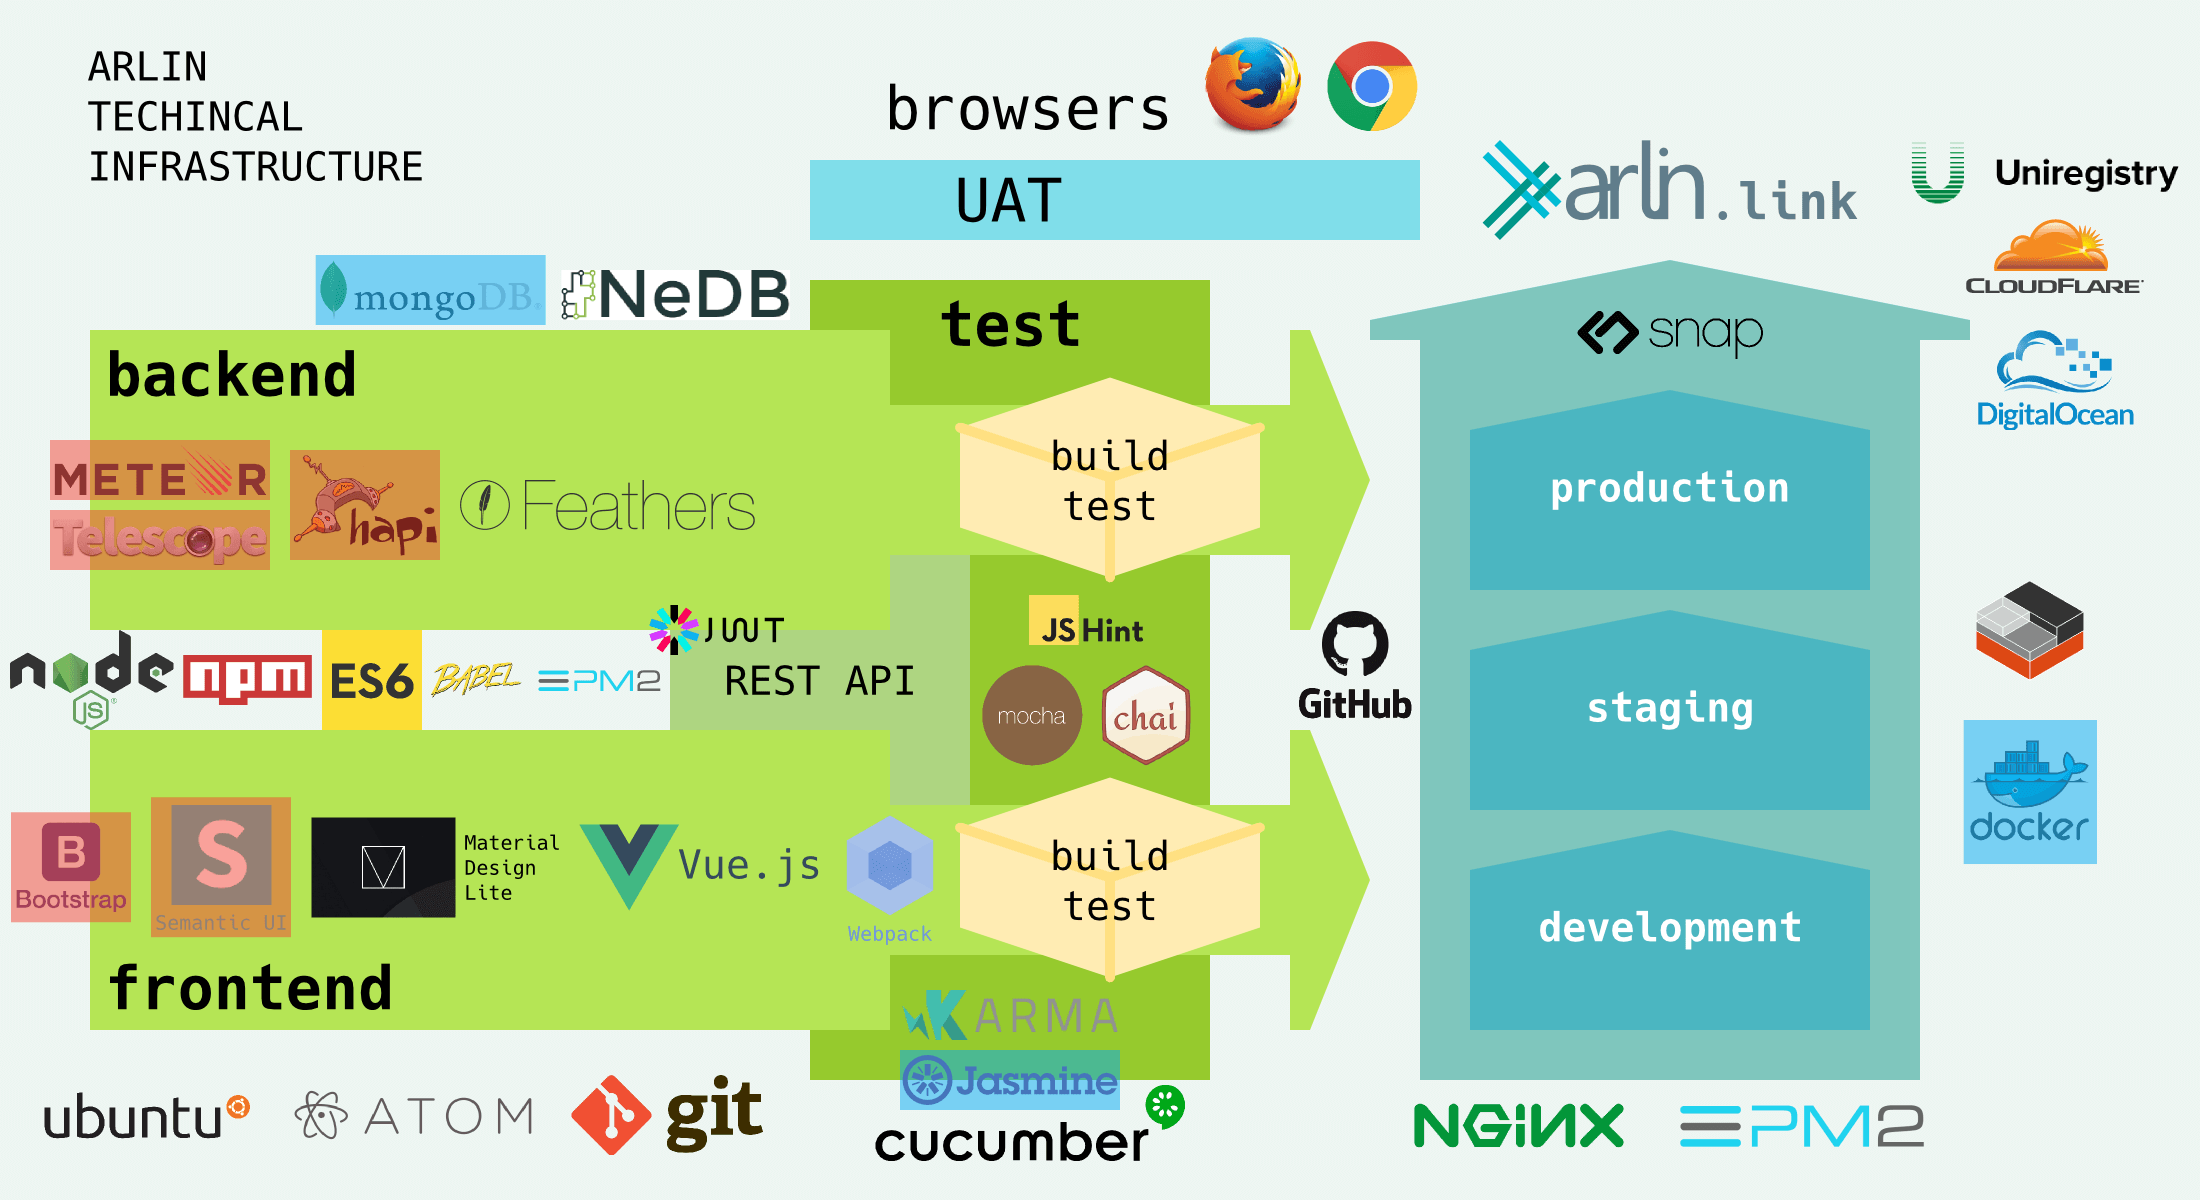 ARLIN
TECHINCAL
INFRASTRUCTURE
browsers
UAT
arlin.link
Uniregistry
CLOUDFLARE
DigitalOcean
mongoDB
NeDB
test
snap
backend
METEOR
Telescope
hapi
Feathers
build
test
production
node
JS
npm
ES6
BABEL
PM2
JWT
REST API
JS Hint
mocha
chai
GitHub
staging
docker
B
Bootstrap
S
Semantic UI
Material
Design
Lite
Vue.js
Webpack
build
test
development
frontend
KARMA
Jasmine
cucumber
ubuntu
ATOM
git
NGINX
PM2